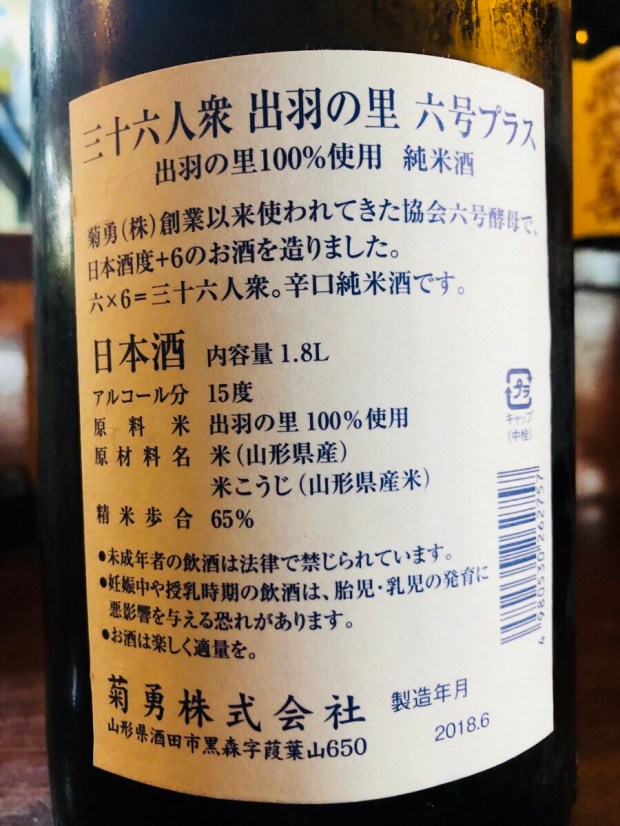 三十六人衆 出羽の里 六号プラス
出羽の里100%使用 純米酒
菊勇(株)創業以来使われてきた協会六号酵母で、
日本酒度+6のお酒を造りました。
六×6=三十六人衆。辛口純米酒です。
日本酒 内容量 1.8L
アルコール分 15度
原料米 出羽の里 100%使用
原材料名 米(山形県産)
米こうじ(山形県産米)
精米歩合 65%
プラ
キャップ
(中栓)
●未成年者の飲酒は法律で禁じられています。
●妊娠中や授乳時期の飲酒は、胎児・乳児の発育に
悪影響を与える恐れがあります。
●お酒は楽しく適量を。
4 980530 262757
菊勇株式会社
山形県酒田市黒森字葭葉山650
製造年月
2018.6